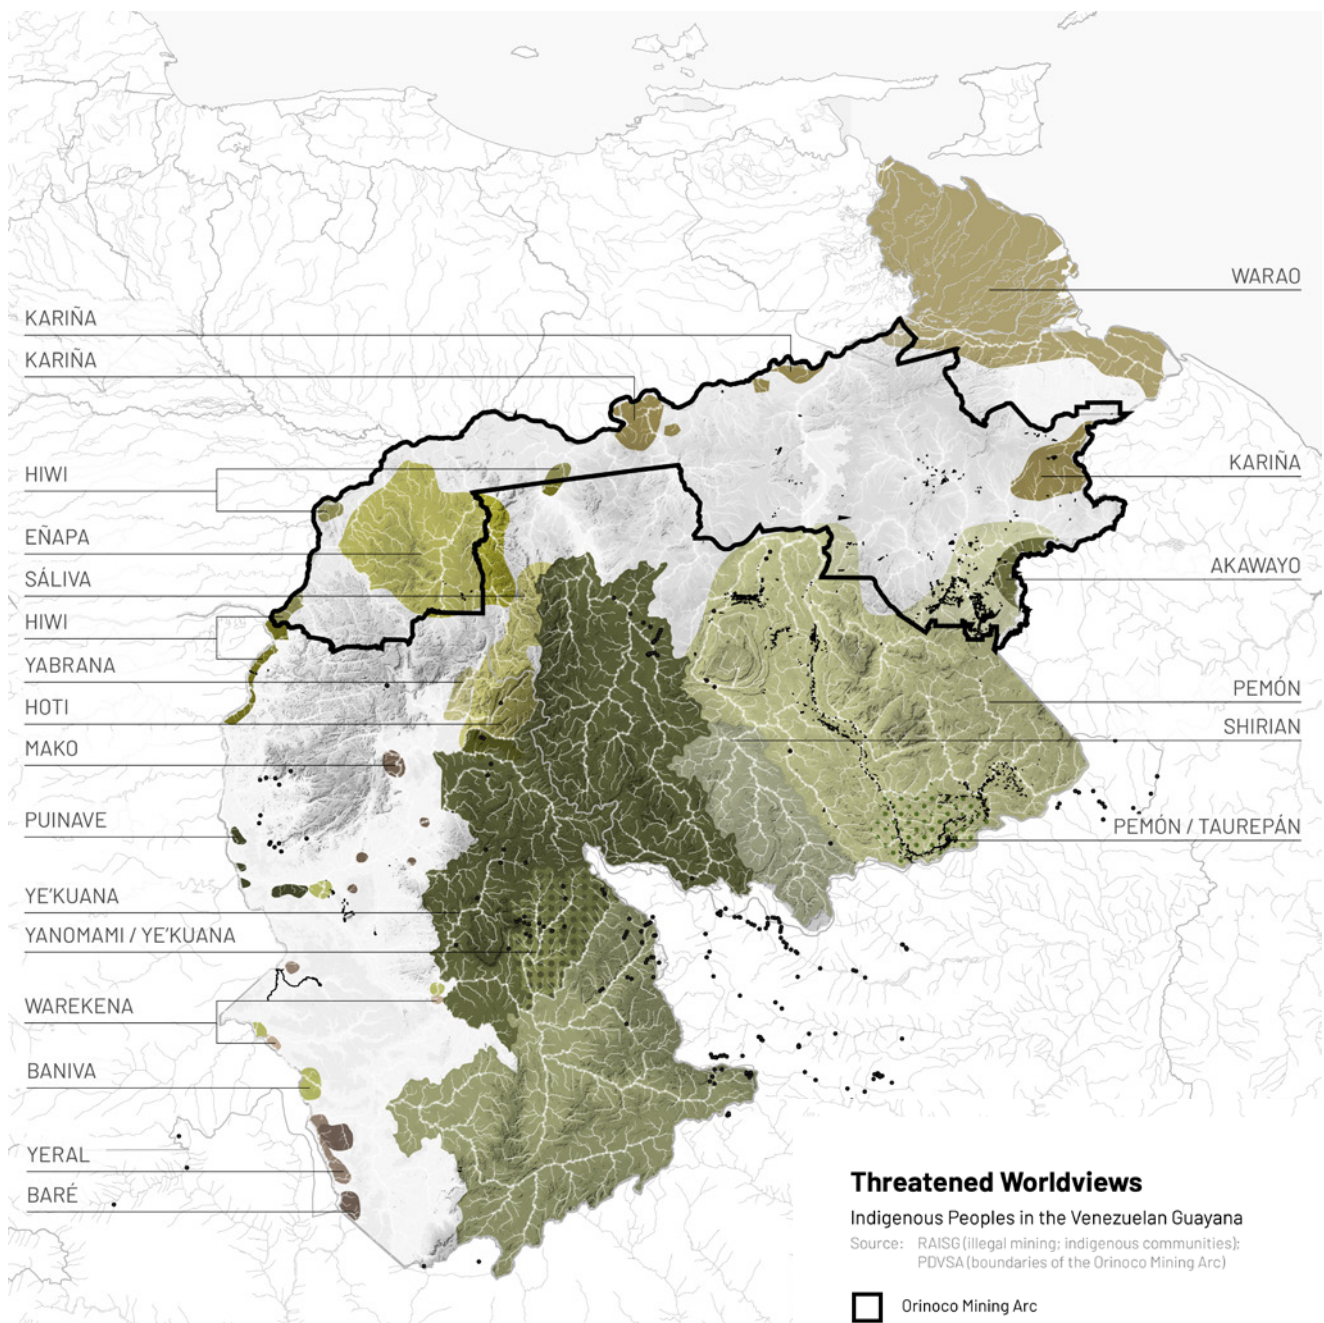 WARAO
KARIÑA
KARIÑA
HIWI
KARIÑA
EÑAPA
SÁLIVA
AKAWAYO
HIWI
YABRANA
HOTI
PEMÓN
SHIRIAN
MAKO
PUINAVE
PEMÓN / TAUREPÁN
YE'KUANA
YANOMAMI / YE'KUANA
WAREKENA
BANIVA
YERAL
BARÉ
Threatened Worldviews
Indigenous Peoples in the Venezuelan Guayana
Source: RAISG (illegal mining; indigenous communities);
PDVSA (boundaries of the Orinoco Mining Arc)
Orinoco Mining Arc